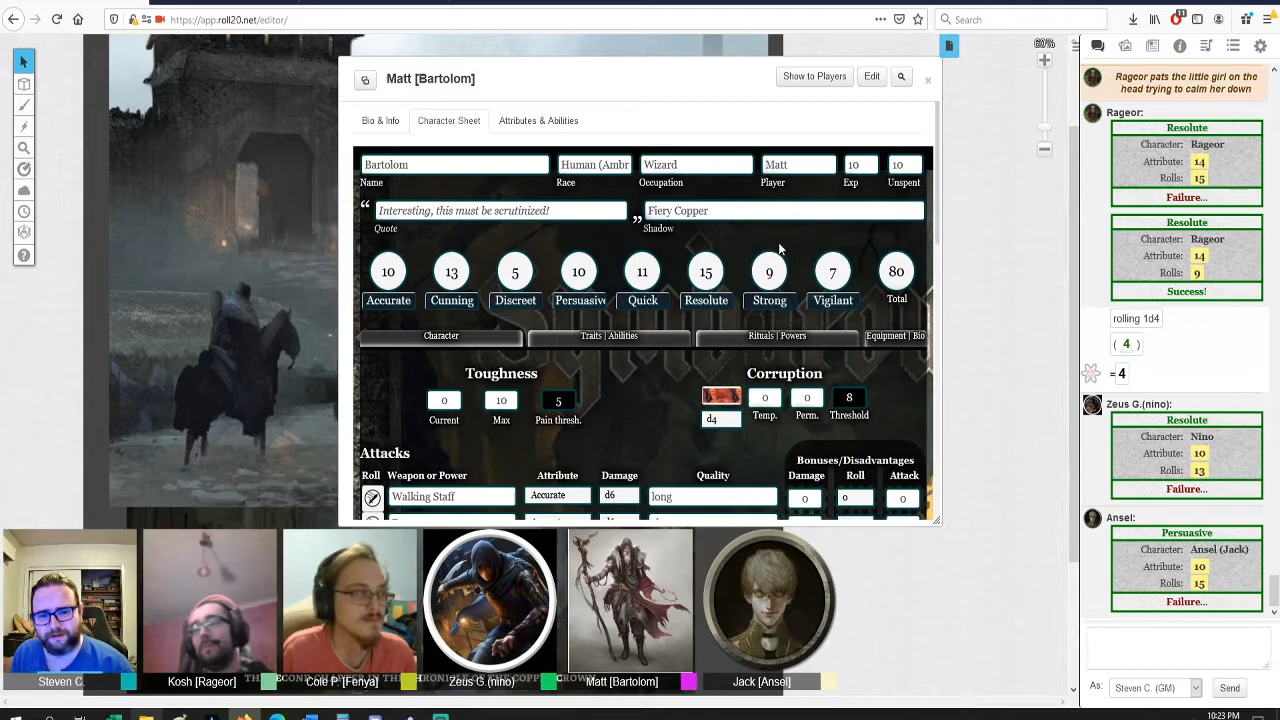 https://app.roll20.net/editor/
Search
11
60%
Matt [Bartolom]
Show to Players
Edit
Bio & Info
Character Sheet
Attributes & Abilities
Bartolom
Human (Ambr
Wizard
Matt
10
10
Name
Race
Occupation
Player
Exp
Unspent
“ Interesting, this must be scrutinized! ”
Fiery Copper
Quote
Shadow
10
13
5
10
11
15
9
7
80
Accurate
Cunning
Discreet
Persuasive
Quick
Resolute
Strong
Vigilant
Total
Character
Traits | Abilities
Rituals | Powers
Equipment | Bio
Toughness
Corruption
0
10
5
0
0
8
Current
Max
Pain thresh.
d4
Temp.
Perm.
Threshold
Attacks
Bonuses/Disadvantages
Roll
Weapon or Power
Attribute
Damage
Quality
Damage
Roll
Attack
Walking Staff
Accurate
d6
long
0
0
0
Rageor pats the little girl on the
head trying to calm her down
Rageor:
Resolute
Character: Rageor
Attribute: 14
Rolls: 15
Failure...
Resolute
Character: Rageor
Attribute: 14
Rolls: 9
Success!
rolling 1d4
( 4 )
= 4
Zeus G.(nino):
Resolute
Character: Nino
Attribute: 10
Rolls: 13
Failure...
Ansel:
Persuasive
Character: Ansel (Jack)
Attribute: 10
Rolls: 15
Failure...
As:
Steven C. (GM)
Send
Steven C.
Kosh [Rageor]
Cole P. [Fenya]
Zeus G. (nino)
Matt [Bartolom]
Jack [Ansel]
10:23 PM